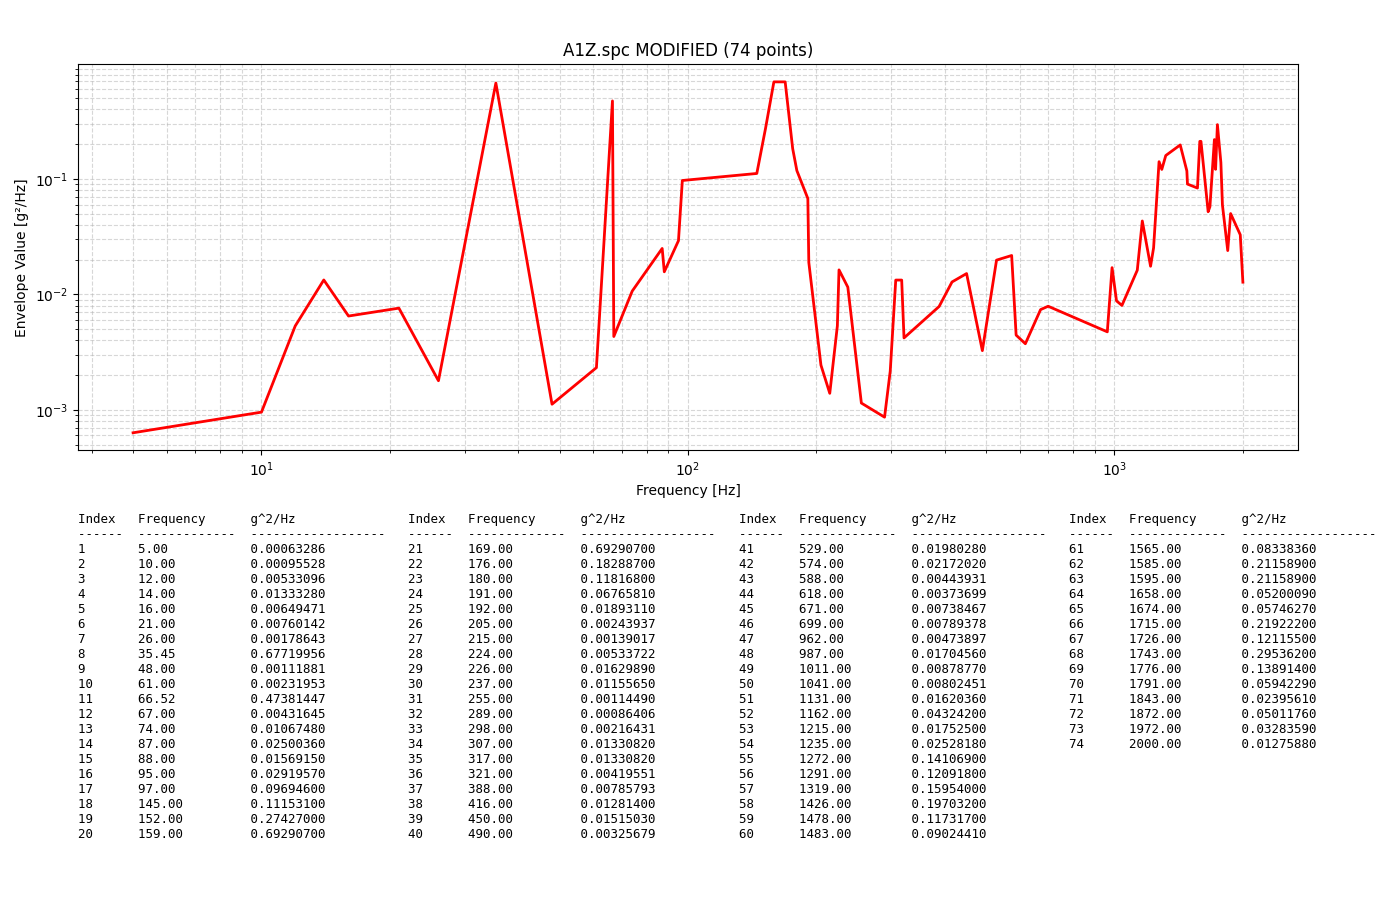 A1Z.spc MODIFIED (74 points)
Envelope Value [g²/Hz]
10⁻¹
10⁻²
10⁻³
10¹ 10² 10³
Frequency [Hz]
Index Frequency g^2/Hz Index Frequency g^2/Hz Index Frequency g^2/Hz Index Frequency g^2/Hz
------ ------------- ------------------ ------ ------------- ------------------ ------ ------------- ------------------ ------ ------------- ------------------
1 5.00 0.00063286 21 169.00 0.69290700 41 529.00 0.01980280 61 1565.00 0.08338360
2 10.00 0.00095528 22 176.00 0.18288700 42 574.00 0.02172020 62 1585.00 0.21158900
3 12.00 0.00533096 23 180.00 0.11816800 43 588.00 0.00443931 63 1595.00 0.21158900
4 14.00 0.01333280 24 191.00 0.06765810 44 618.00 0.00373699 64 1658.00 0.05200090
5 16.00 0.00649471 25 192.00 0.01893110 45 671.00 0.00738467 65 1674.00 0.05746270
6 21.00 0.00760142 26 205.00 0.00243937 46 699.00 0.00789378 66 1715.00 0.21922200
7 26.00 0.00178643 27 215.00 0.00139017 47 962.00 0.00473897 67 1726.00 0.12115500
8 35.45 0.67719956 28 224.00 0.00533722 48 987.00 0.01704560 68 1743.00 0.29536200
9 48.00 0.00111881 29 226.00 0.01629890 49 1011.00 0.00878770 69 1776.00 0.13891400
10 61.00 0.00231953 30 237.00 0.01155650 50 1041.00 0.00802451 70 1791.00 0.05942290
11 66.52 0.47381447 31 255.00 0.00114490 51 1131.00 0.01620360 71 1843.00 0.02395610
12 67.00 0.00431645 32 289.00 0.00086406 52 1162.00 0.04324200 72 1872.00 0.05011760
13 74.00 0.01067480 33 298.00 0.00216431 53 1215.00 0.01752500 73 1972.00 0.03283590
14 87.00 0.02500360 34 307.00 0.01330820 54 1235.00 0.02528180 74 2000.00 0.01275880
15 88.00 0.01569150 35 317.00 0.01330820 55 1272.00 0.14106900
16 95.00 0.02919570 36 321.00 0.00419551 56 1291.00 0.12091800
17 97.00 0.09694600 37 388.00 0.00785793 57 1319.00 0.15954000
18 145.00 0.11153100 38 416.00 0.01281400 58 1426.00 0.19703200
19 152.00 0.27427000 39 450.00 0.01515030 59 1478.00 0.11731700
20 159.00 0.69290700 40 490.00 0.00325679 60 1483.00 0.09024410